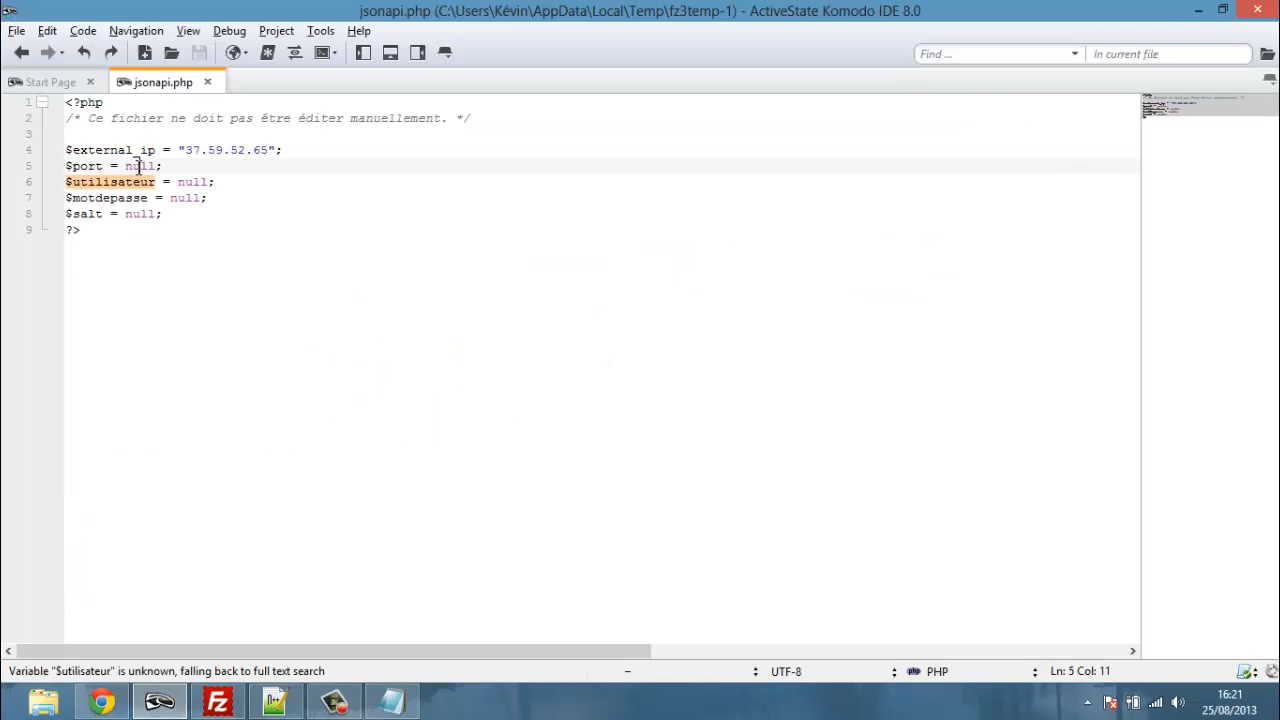 jsonapi.php (C:\Users\Kévin\AppData\Local\Temp\fz3temp-1) - ActiveState Komodo IDE 8.0
File Edit Code Navigation View Debug Project Tools Help
Find ... In current file
Start Page jsonapi.php
1 <?php
2 /* Ce fichier ne doit pas être éditer manuellement. */
3
4 $external_ip = "37.59.52.65";
5 $port = null;
6 $utilisateur = null;
7 $motdepasse = null;
8 $salt = null;
9 ?>
Variable "$utilisateur" is unknown, falling back to full text search UTF-8 PHP Ln: 5 Col: 11
16:21
25/08/2013